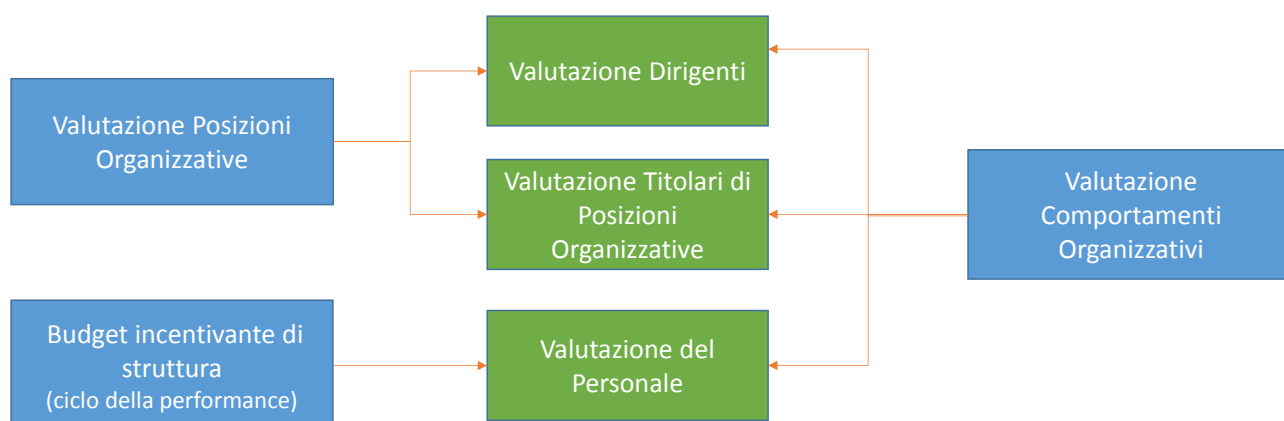 Valutazione Posizioni
Organizzative
Budget incentivante di
struttura
(ciclo della performance)
Valutazione Dirigenti
Valutazione Titolari di
Posizioni
Organizzative
Valutazione del
Personale
Valutazione
Comportamenti
Organizzativi